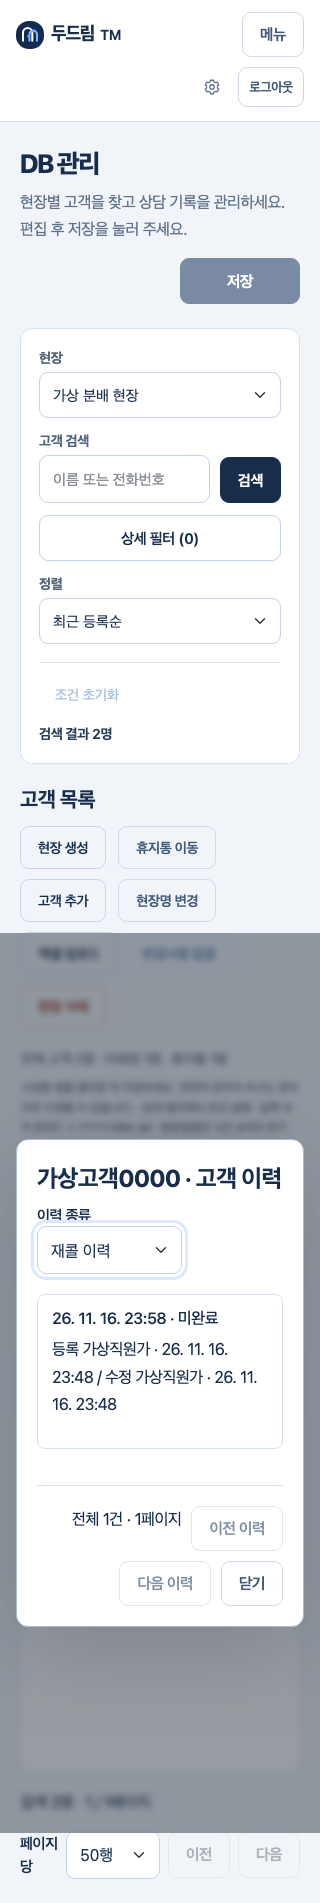 두드림 TM
메뉴
로그아웃
DB 관리
현장별 고객을 찾고 상담 기록을 관리하세요.
편집 후 저장을 눌러 주세요.
저장
현장
가상 분배 현장
고객 검색
이름 또는 전화번호
검색
상세 필터 (0)
정렬
최근 등록순
조건 초기화
검색 결과 2명
고객 목록
현장 생성
휴지통 이동
고객 추가
현장명 변경
가상고객0000 · 고객 이력
이력 종류
재콜 이력
26. 11. 16. 23:58 · 미완료
등록 가상직원가 · 26. 11. 16.
23:48 / 수정 가상직원가 · 26. 11.
16. 23:48
전체 1건 · 1페이지
이전 이력
다음 이력
닫기
페이지
당
50행
이전
다음